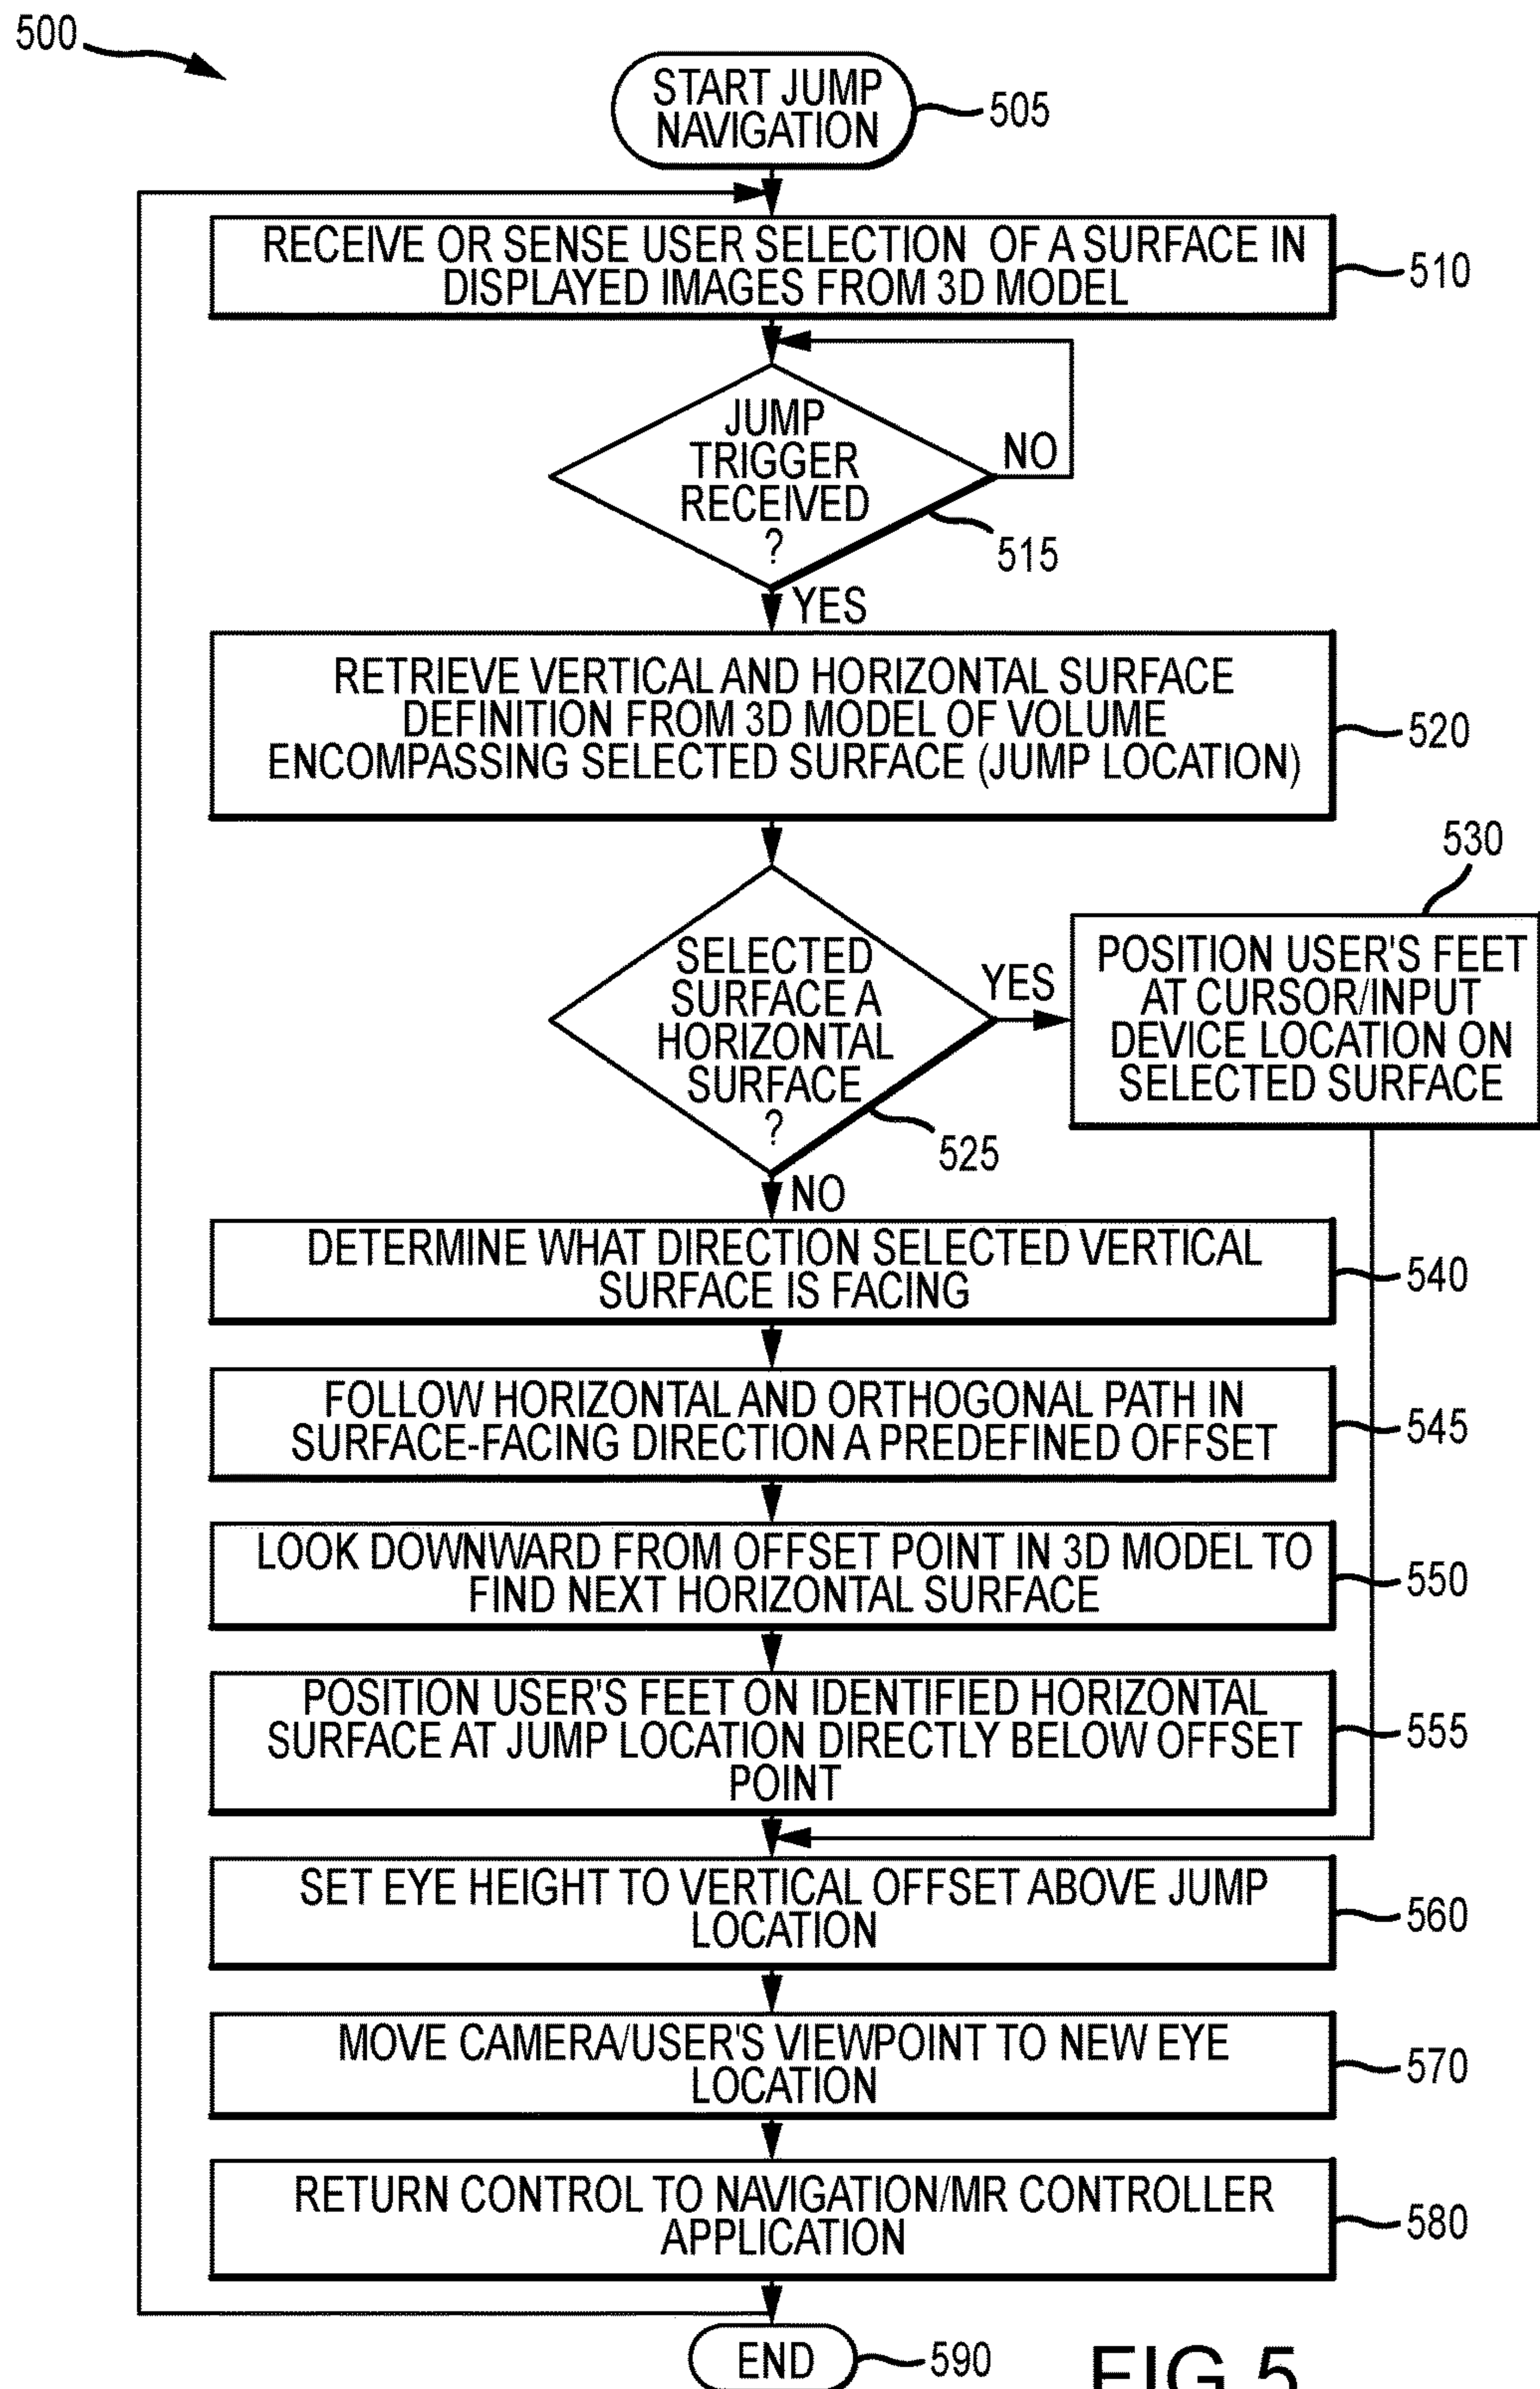 500
START JUMP
NAVIGATION
505
RECEIVE OR SENSE USER SELECTION OF A SURFACE IN
DISPLAYED IMAGES FROM 3D MODEL
510
JUMP
TRIGGER
RECEIVED
?
NO
515
YES
RETRIEVE VERTICAL AND HORIZONTAL SURFACE
DEFINITION FROM 3D MODEL OF VOLUME
ENCOMPASSING SELECTED SURFACE (JUMP LOCATION)
520
SELECTED
SURFACE A
HORIZONTAL
SURFACE
?
YES
525
530
POSITION USER'S FEET
AT CURSOR/INPUT
DEVICE LOCATION ON
SELECTED SURFACE
NO
DETERMINE WHAT DIRECTION SELECTED VERTICAL
SURFACE IS FACING
540
FOLLOW HORIZONTAL AND ORTHOGONAL PATH IN
SURFACE-FACING DIRECTION A PREDEFINED OFFSET
545
LOOK DOWNWARD FROM OFFSET POINT IN 3D MODEL TO
FIND NEXT HORIZONTAL SURFACE
550
POSITION USER'S FEET ON IDENTIFIED HORIZONTAL
SURFACE AT JUMP LOCATION DIRECTLY BELOW OFFSET
POINT
555
SET EYE HEIGHT TO VERTICAL OFFSET ABOVE JUMP
LOCATION
560
MOVE CAMERA/USER'S VIEWPOINT TO NEW EYE
LOCATION
570
RETURN CONTROL TO NAVIGATION/MR CONTROLLER
APPLICATION
580
END
590
FIG.5